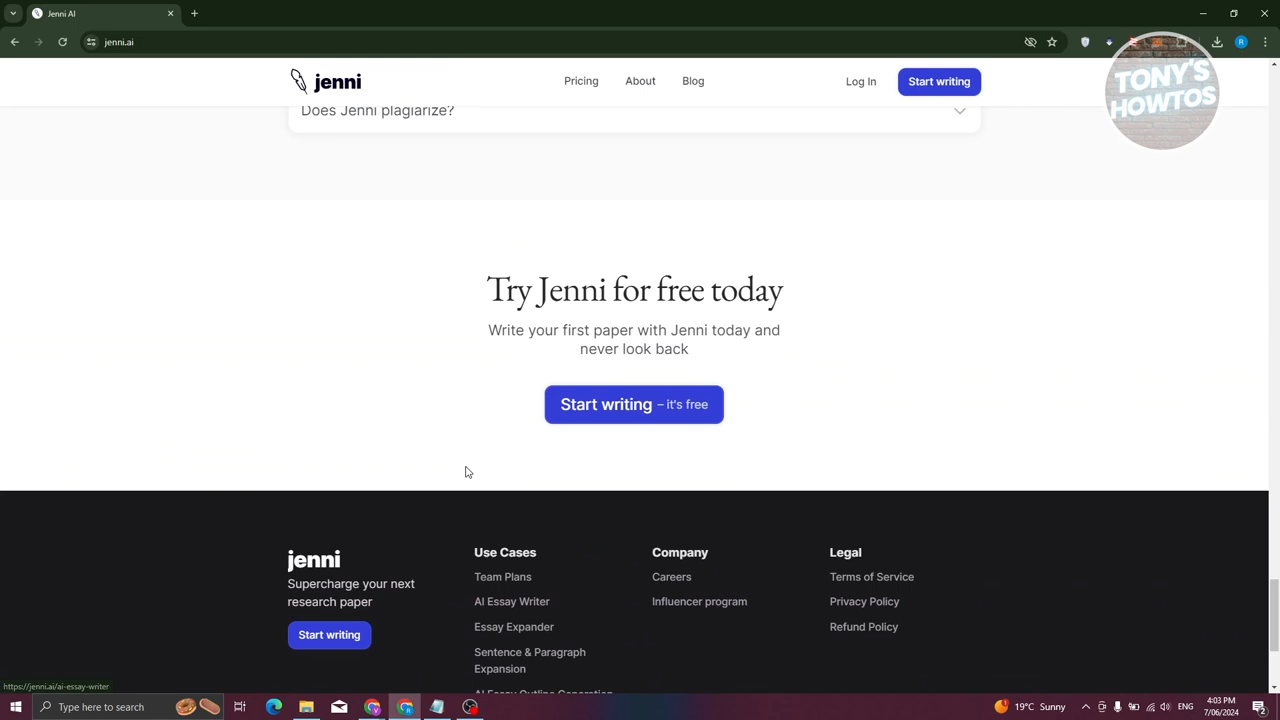 Jenni AI
jenni.ai
jenni
Pricing
About
Blog
Log In
Start writing
TONY'S
HOWTOS
Does Jenni plagiarize?
Try Jenni for free today
Write your first paper with Jenni today and
never look back
Start writing – it's free
jenni
Supercharge your next
research paper
Start writing
Use Cases
Team Plans
AI Essay Writer
Essay Expander
Sentence & Paragraph
Expansion
AI Essay Outline Generation
Company
Careers
Influencer program
Legal
Terms of Service
Privacy Policy
Refund Policy
https://jenni.ai/ai-essay-writer
Type here to search
19°C Sunny
ENG
4:03 PM
7/06/2024